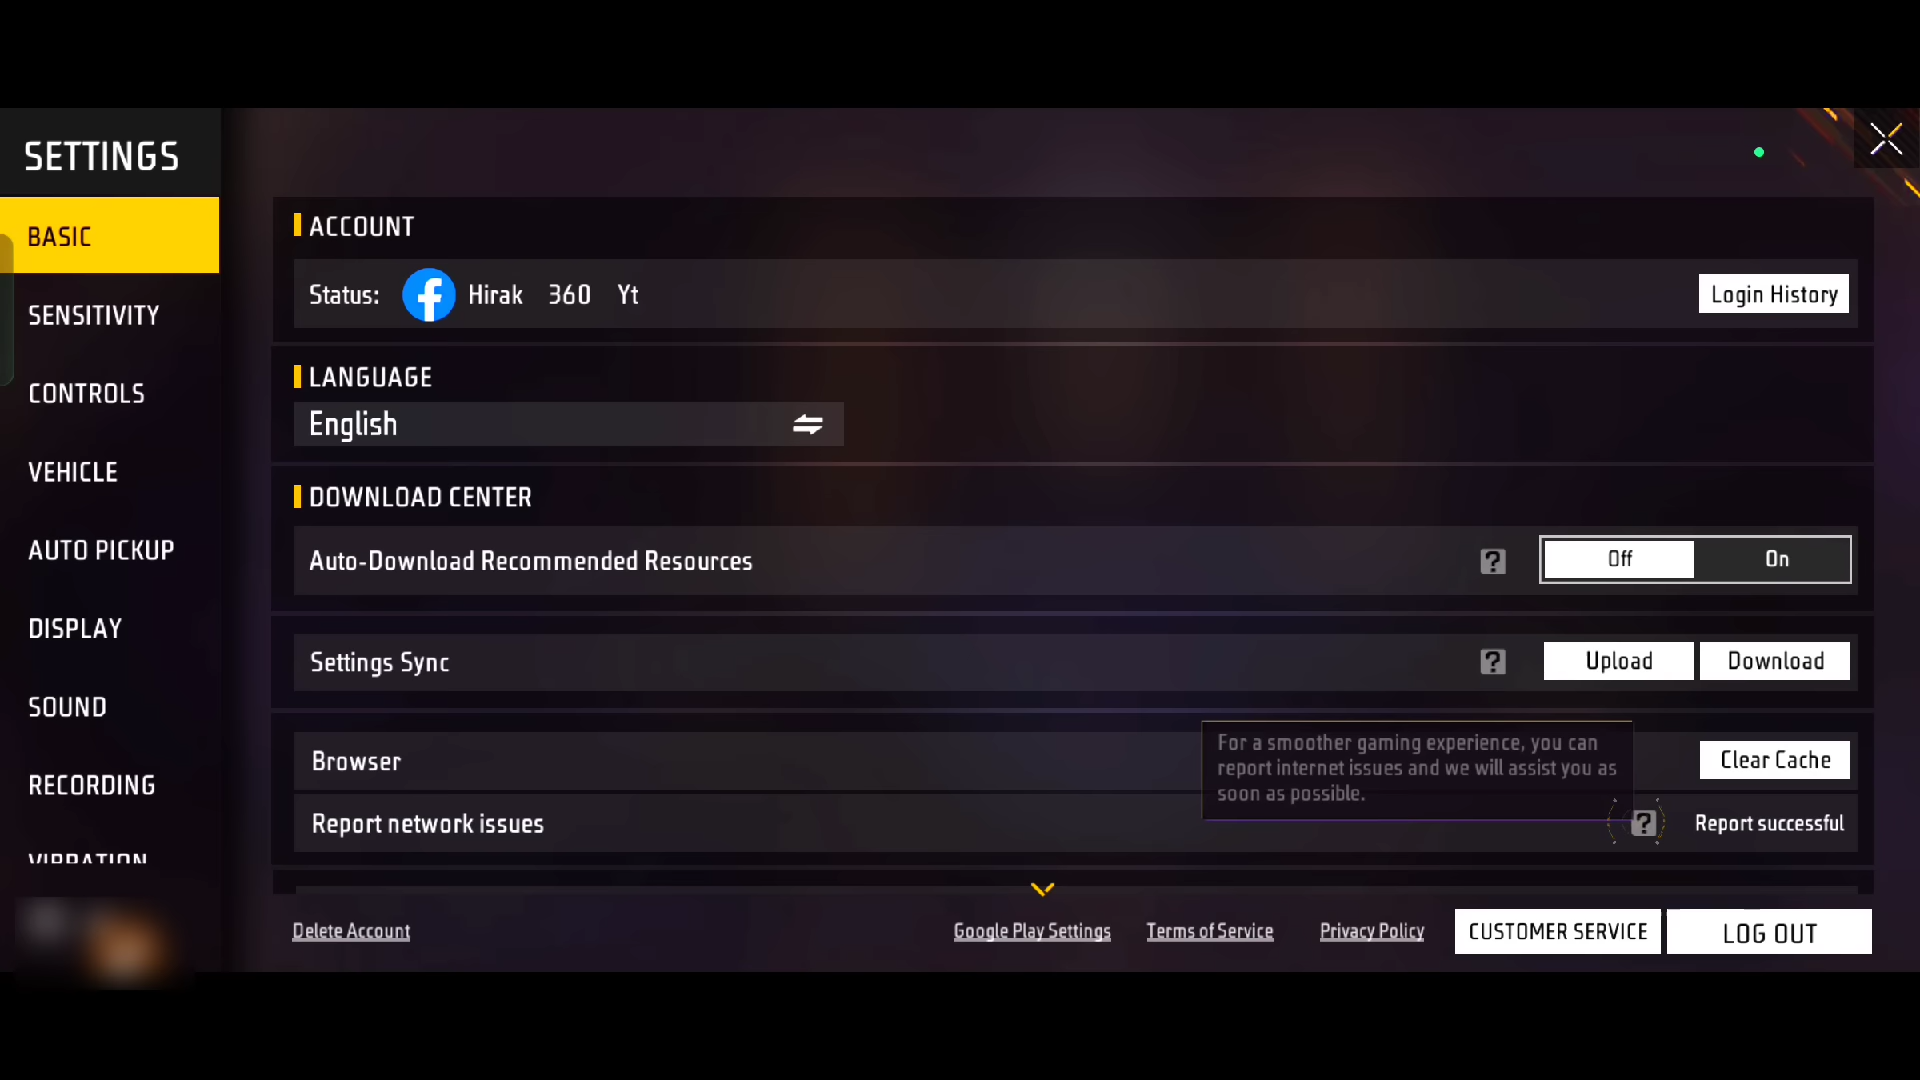 SETTINGS
BASIC
SENSITIVITY
CONTROLS
VEHICLE
AUTO PICKUP
DISPLAY
SOUND
RECORDING
VIBRATION
ACCOUNT
Status: Hirak 360 Yt
Login History
LANGUAGE
English
DOWNLOAD CENTER
Auto-Download Recommended Resources ? Off On
Settings Sync ? Upload Download
Browser
For a smoother gaming experience, you can
report internet issues and we will assist you as
soon as possible.
Clear Cache
Report network issues ? Report successful
Delete Account Google Play Settings Terms of Service Privacy Policy CUSTOMER SERVICE LOG OUT